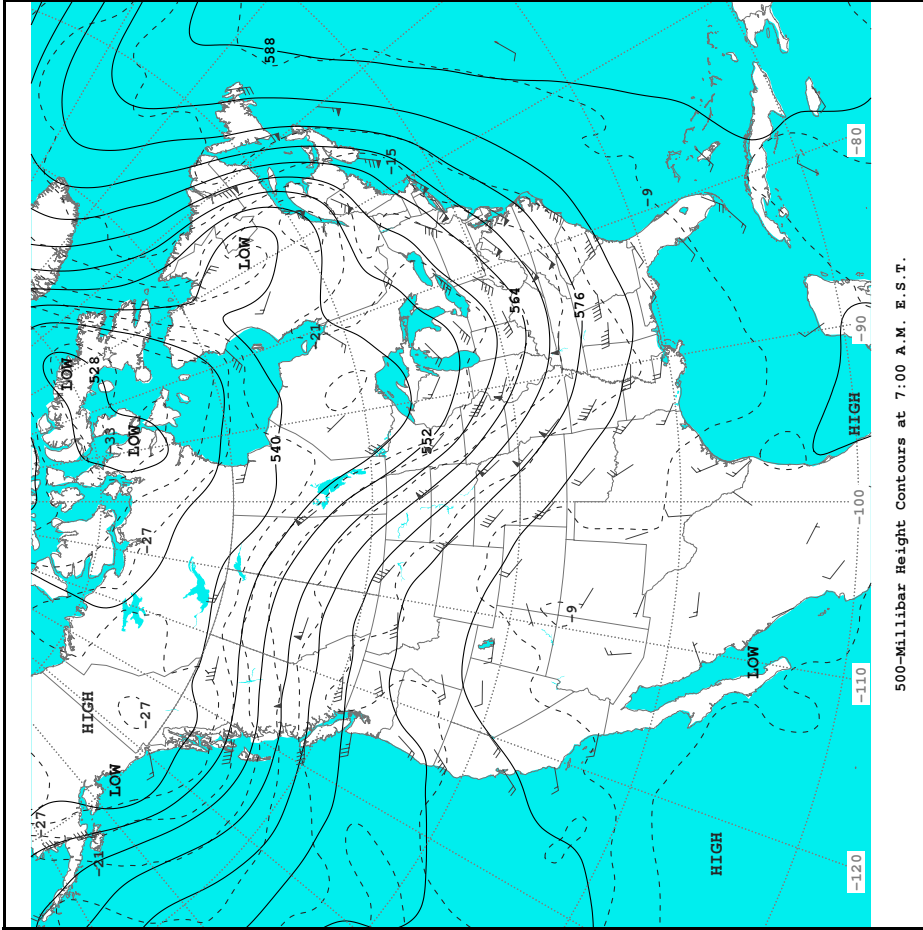 -27
LOW
HIGH
528
-21
-33
LOW
LOW
-27
-27
LOW
588
540
-21
-15
552
564
-9
576
-9
HIGH
LOW
HIGH
-120
-110
-100
-90
-80
500-Millibar Height Contours at 7:00 A.M. E.S.T.